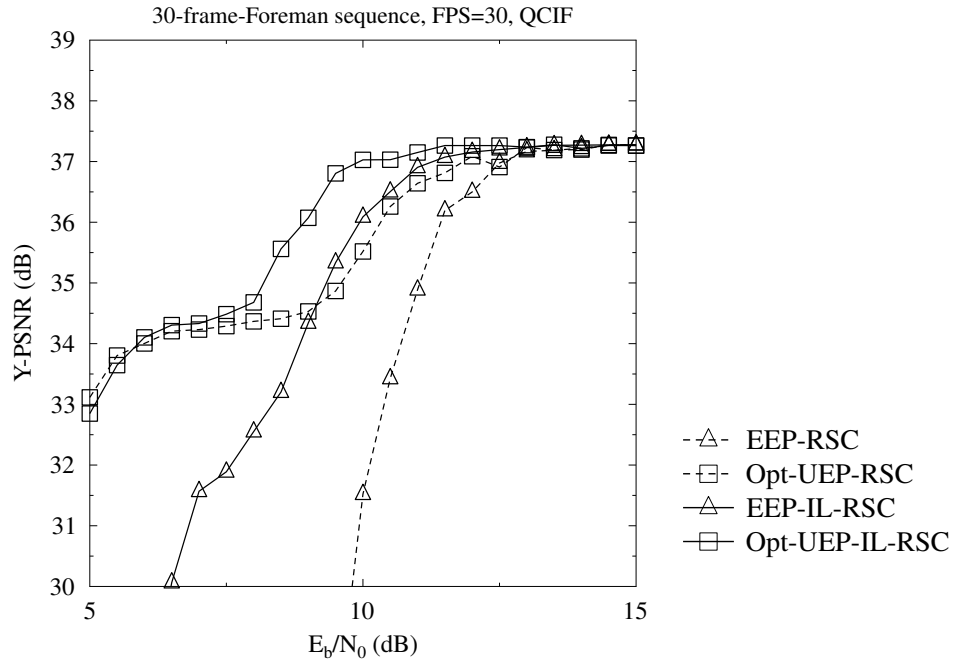 30-frame-Foreman sequence, FPS=30, QCIF
39
38
37
36
35
34
33
32
31
30
Y-PSNR (dB)
5
10
15
E_b/N_0 (dB)
EEP-RSC
Opt-UEP-RSC
EEP-IL-RSC
Opt-UEP-IL-RSC